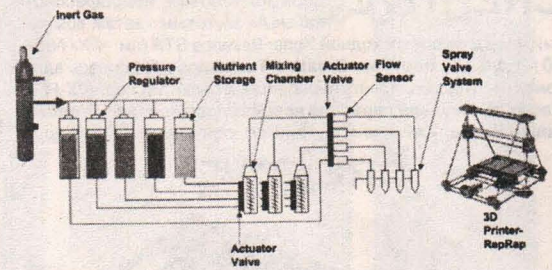 Inert Gas
Pressure
Regulator
Nutrient
Storage
Mixing
Chamber
Actuator
Valve
Flow
Sensor
Spray
Valve
System
3D
Printer-
RepRap
Actuator
Valve